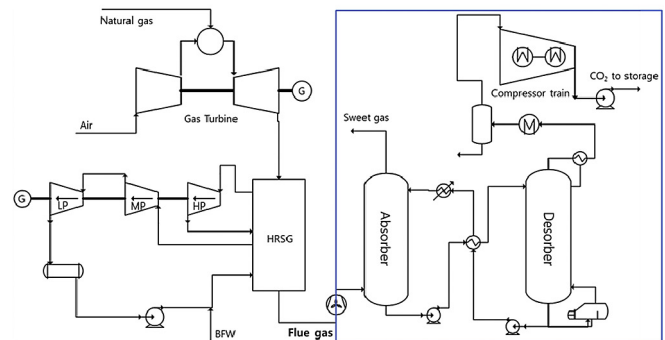 Natural gas
Air
Gas Turbine
G
G
LP
MP
HP
HRSG
BFW
Flue gas
Sweet gas
Absorber
Desorber
Compressor train
CO₂ to storage